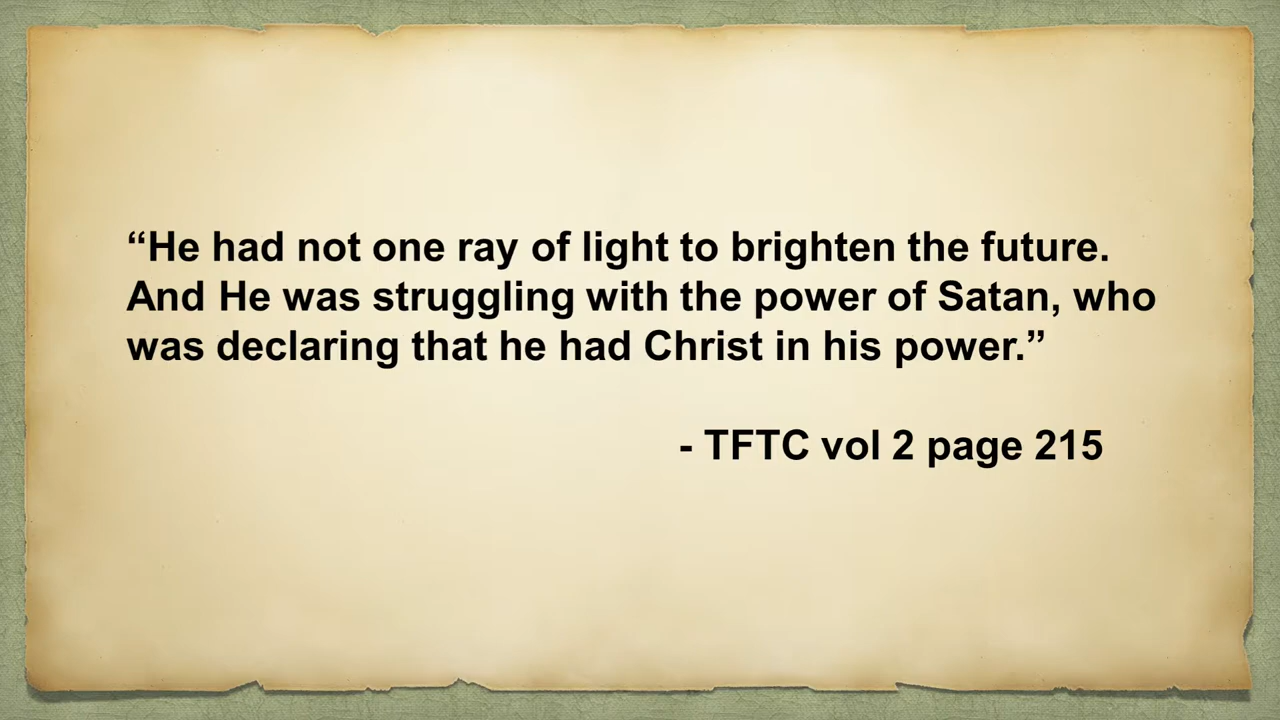 “He had not one ray of light to brighten the future.
And He was struggling with the power of Satan, who
was declaring that he had Christ in his power.”
- TFTC vol 2 page 215